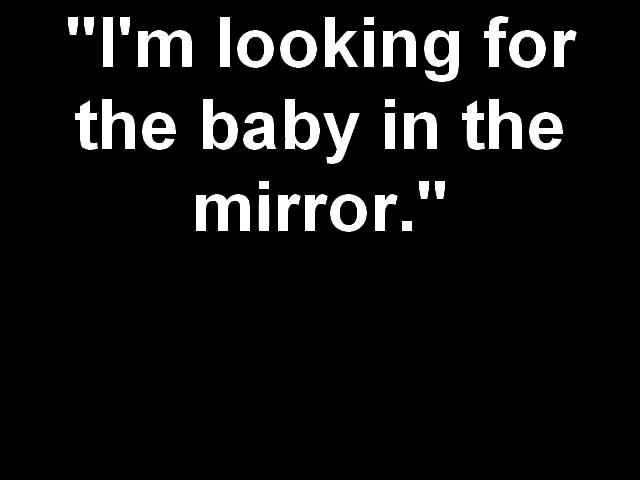 "I'm looking for
the baby in the
mirror."